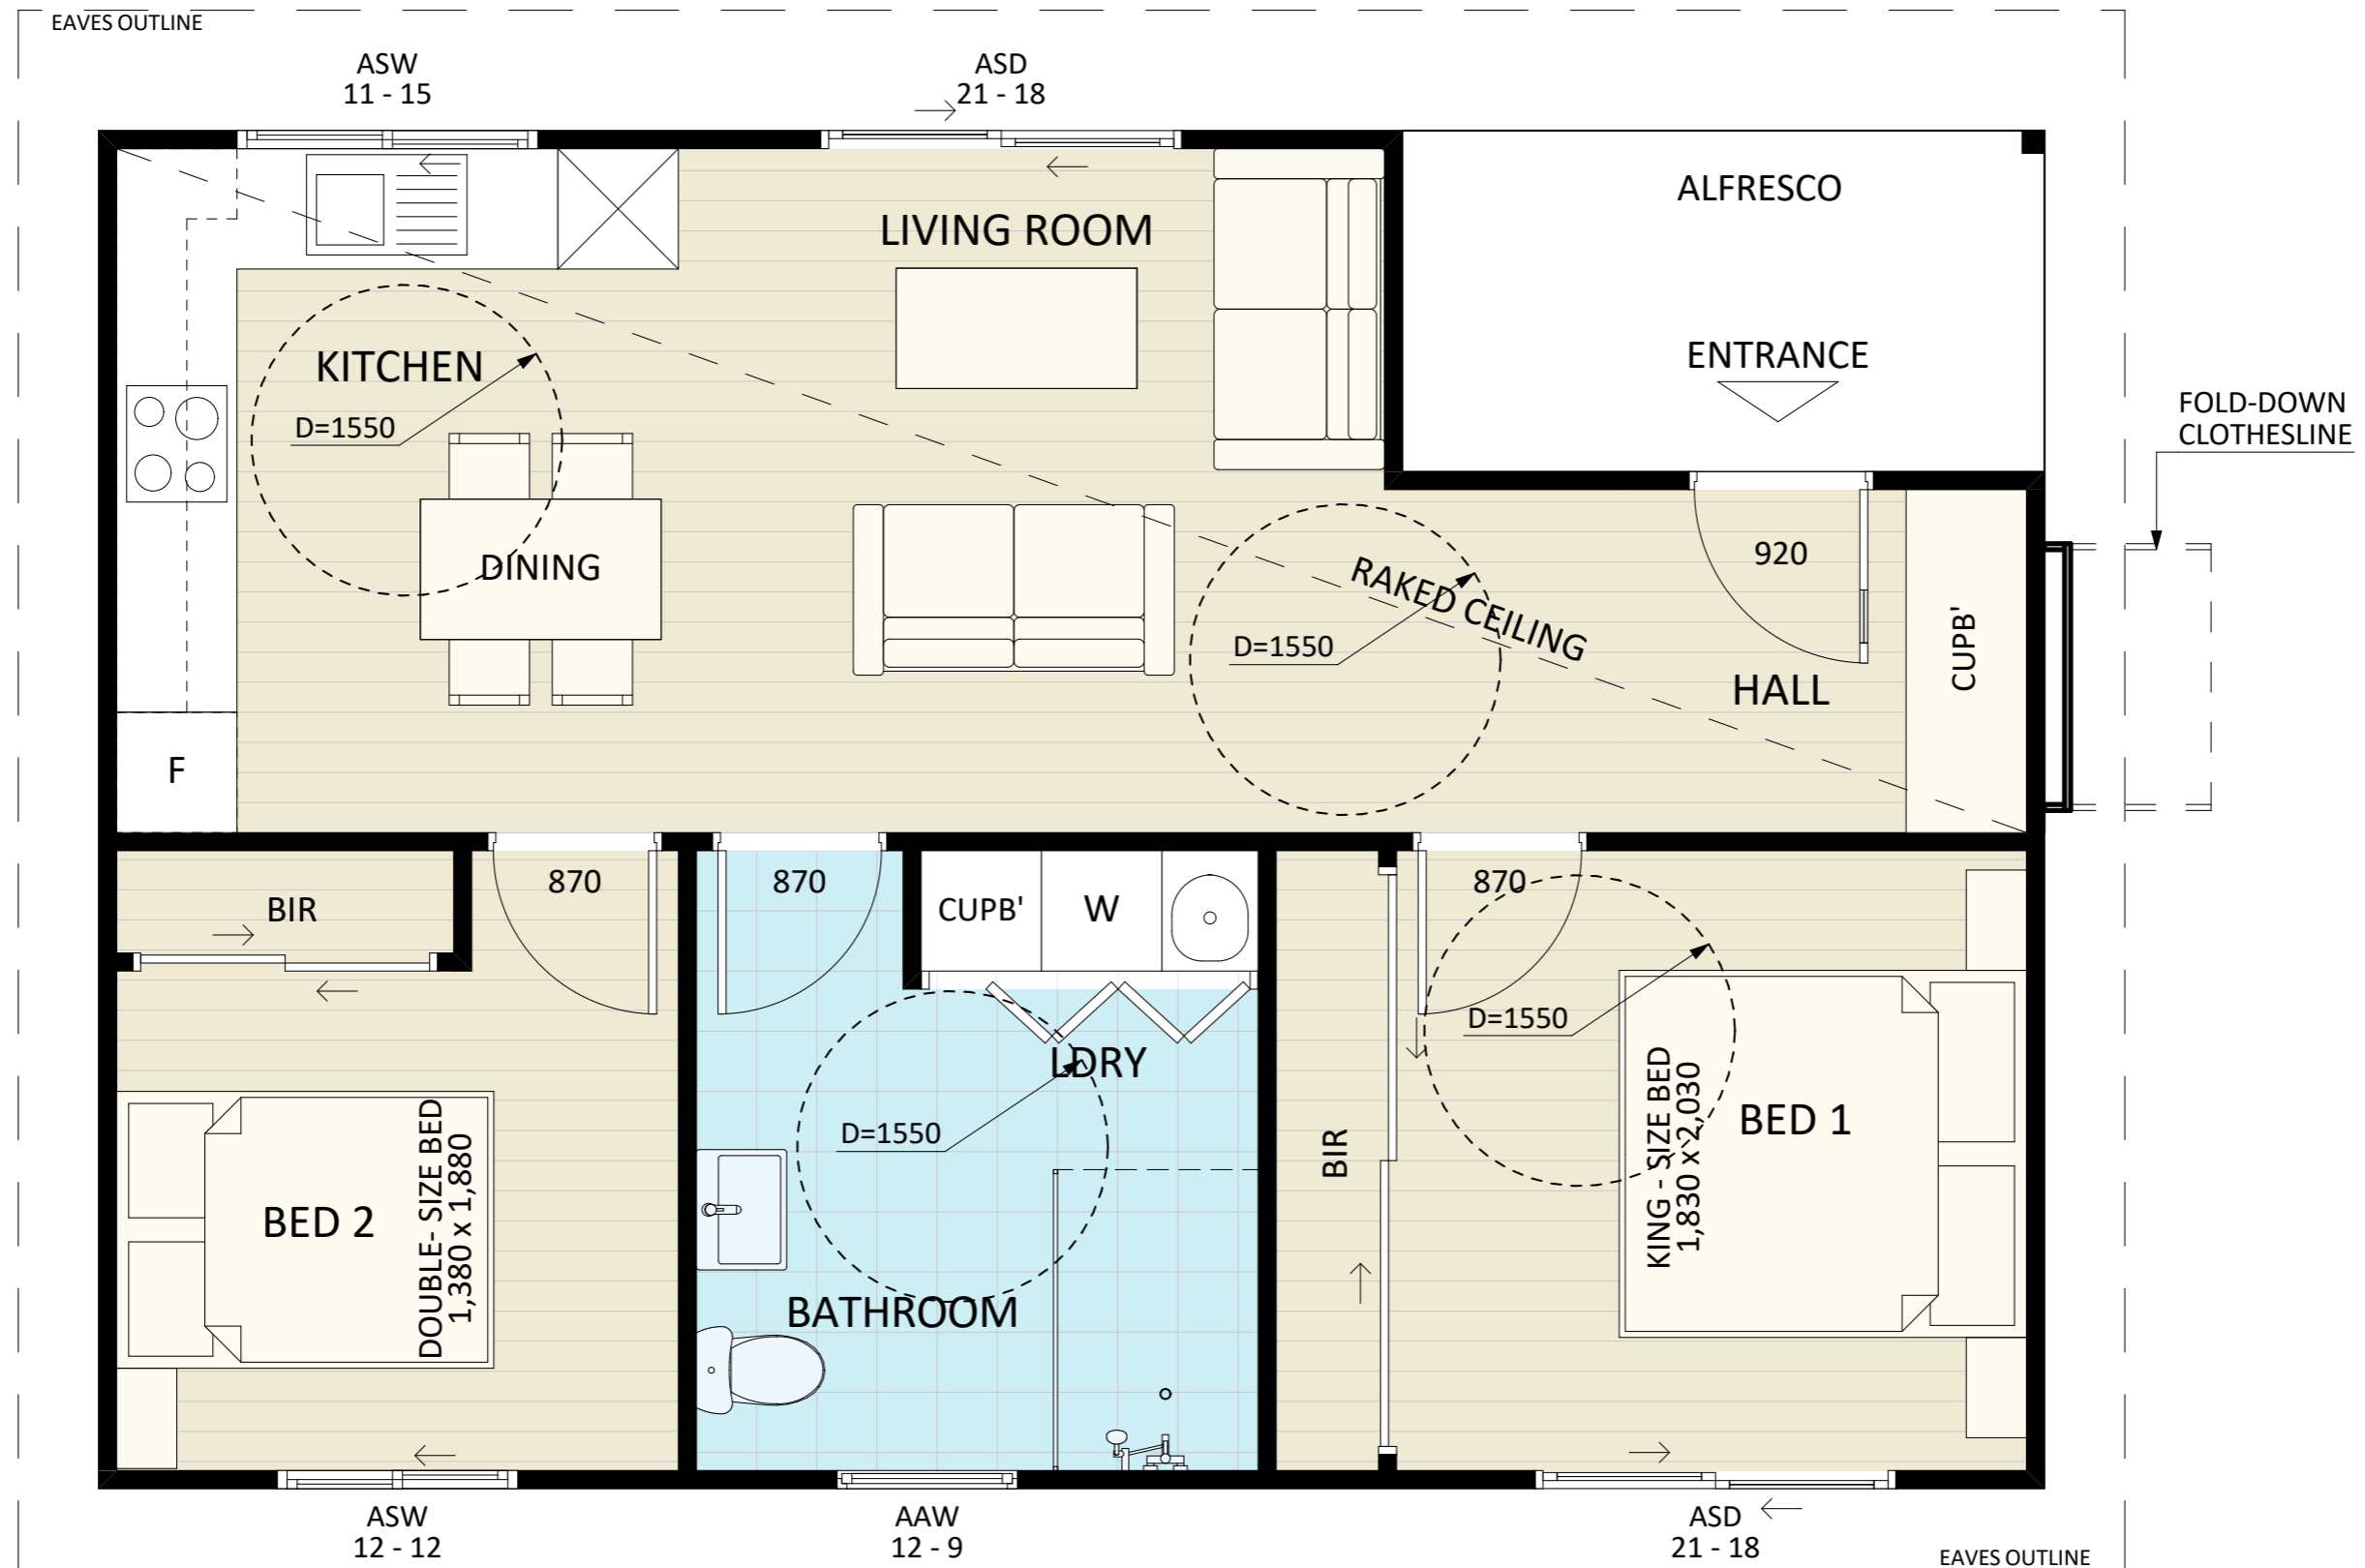 EAVES OUTLINE
ASW
11 - 15
ASD
21 - 18
ALFRESCO
LIVING ROOM
ENTRANCE
KITCHEN
D=1550
FOLD-DOWN
CLOTHESLINE
DINING
920
RAKED CEILING
D=1550
CUPB'
HALL
F
870
870
870
BIR
CUPB'
W
D=1550
LDRY
D=1550
BED 1
KING - SIZE BED
1,830 x 2,030
BIR
BED 2
DOUBLE- SIZE BED
1,380 x 1,880
BATHROOM
ASW
12 - 12
AAW
12 - 9
ASD
21 - 18
EAVES OUTLINE